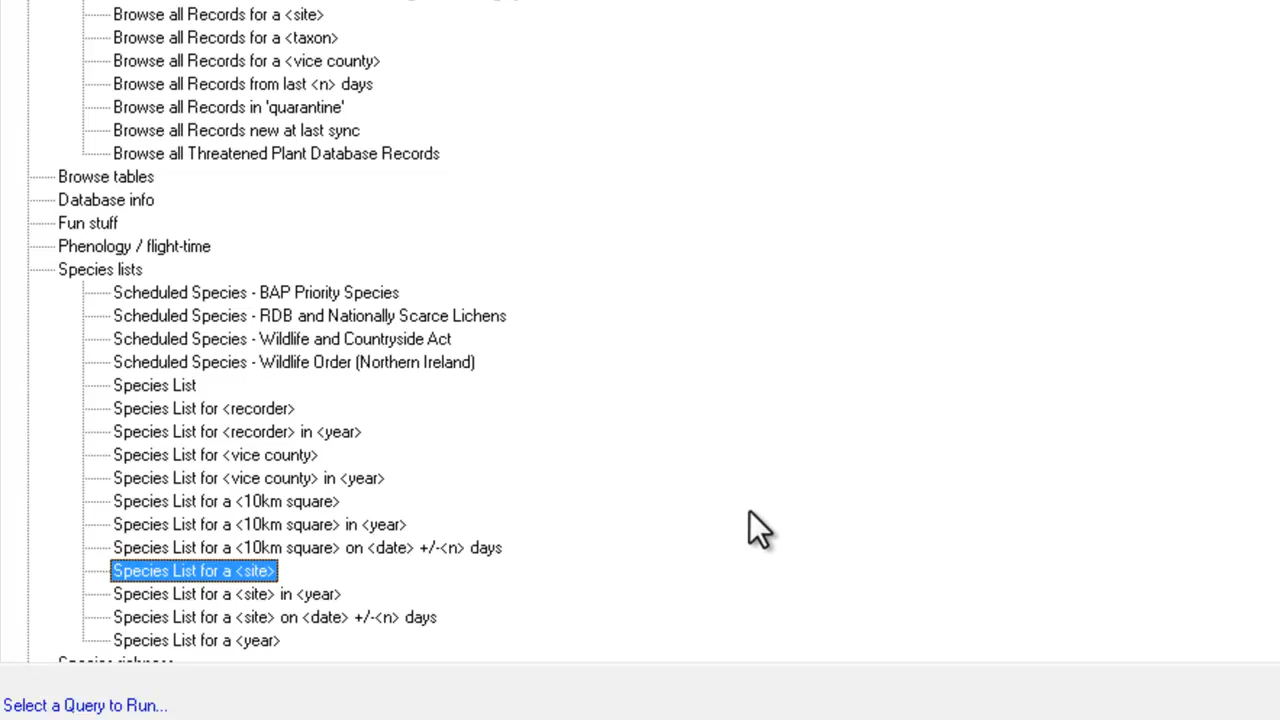 Browse all Records for a <site>
Browse all Records for a <taxon>
Browse all Records for a <vice county>
Browse all Records from last <n> days
Browse all Records in 'quarantine'
Browse all Records new at last sync
Browse all Threatened Plant Database Records
Browse tables
Database info
Fun stuff
Phenology / flight-time
Species lists
Scheduled Species - BAP Priority Species
Scheduled Species - RDB and Nationally Scarce Lichens
Scheduled Species - Wildlife and Countryside Act
Scheduled Species - Wildlife Order (Northern Ireland)
Species List
Species List for <recorder>
Species List for <recorder> in <year>
Species List for <vice county>
Species List for <vice county> in <year>
Species List for a <10km square>
Species List for a <10km square> in <year>
Species List for a <10km square> on <date> +/-<n> days
Species List for a <site>
Species List for a <site> in <year>
Species List for a <site> on <date> +/-<n> days
Species List for a <year>
Select a Query to Run...